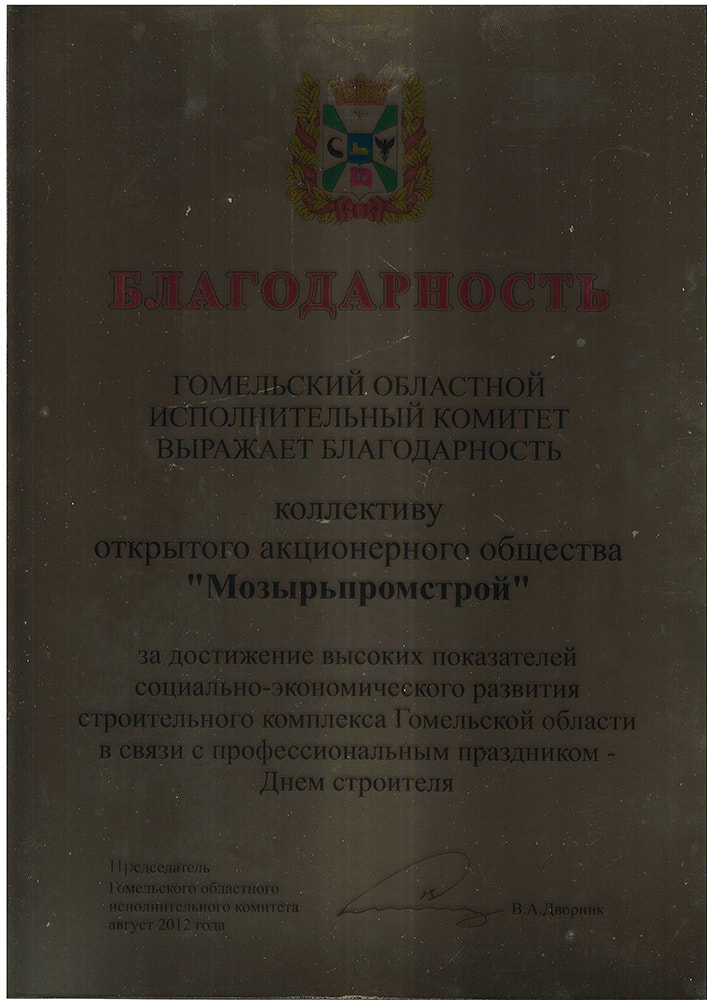 БЛАГОДАРНОСТЬ
ГОМЕЛЬСКИЙ ОБЛАСТНОЙ
ИСПОЛНИТЕЛЬНЫЙ КОМИТЕТ
ВЫРАЖАЕТ БЛАГОДАРНОСТЬ
коллективу
открытого акционерного общества
"Мозырьпромстрой"
за достижение высоких показателей
социально-экономического развития
строительного комплекса Гомельской области
в связи с профессиональным праздником -
Днем строителя
Председатель
Гомельского областного
исполнительного комитета
август 2012 года
В.А.Дворник